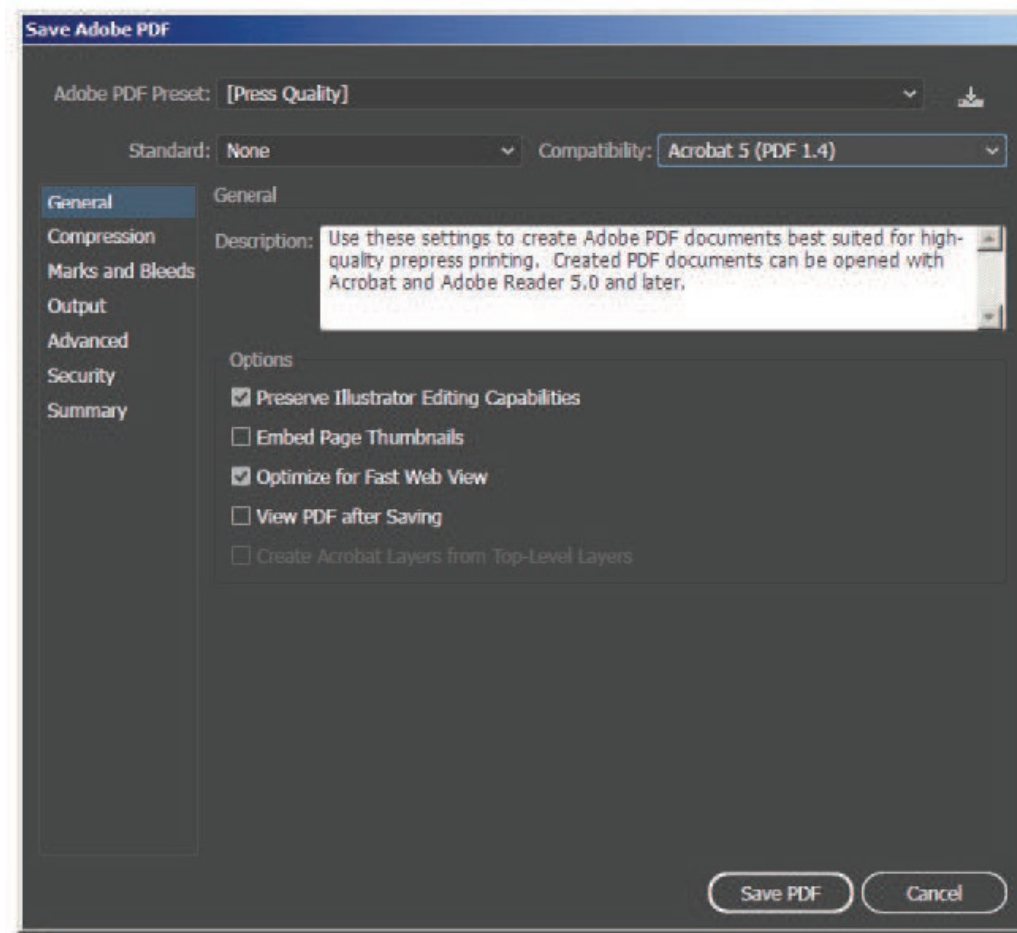 Save Adobe PDF
Adobe PDF Preset: [Press Quality]
Standard: None Compatibility: Acrobat 5 (PDF 1.4)
General
Compression
Marks and Bleeds
Output
Advanced
Security
Summary
General
Description: Use these settings to create Adobe PDF documents best suited for high-
quality prepress printing. Created PDF documents can be opened with
Acrobat and Adobe Reader 5.0 and later.
Options
Preserve Illustrator Editing Capabilities
Embed Page Thumbnails
Optimize for Fast Web View
View PDF after Saving
Create Acrobat Layers from Top-Level Layers
Save PDF Cancel